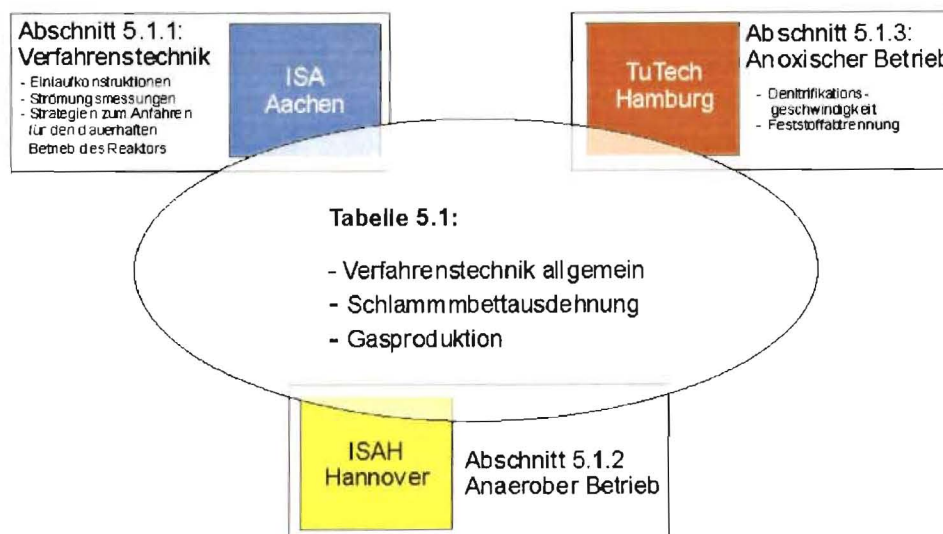 Abschnitt 5.1.1:
Verfahrenstechnik
- Einlaufkonstruktionen
- Strömungsmessungen
- Strategien zum Anfahren
für den dauerhaften
Betrieb des Reaktors
ISA
Aachen
TuTech
Hamburg
Abschnitt 5.1.3:
Anoxischer Betrieb
- Denitrifikations-
geschwindigkeit
- Feststoffabtrennung
Tabelle 5.1:
- Verfahrenstechnik allgemein
- Schlammmbettausdehnung
- Gasproduktion
ISAH
Hannover
Abschnitt 5.1.2
Anaerober Betrieb